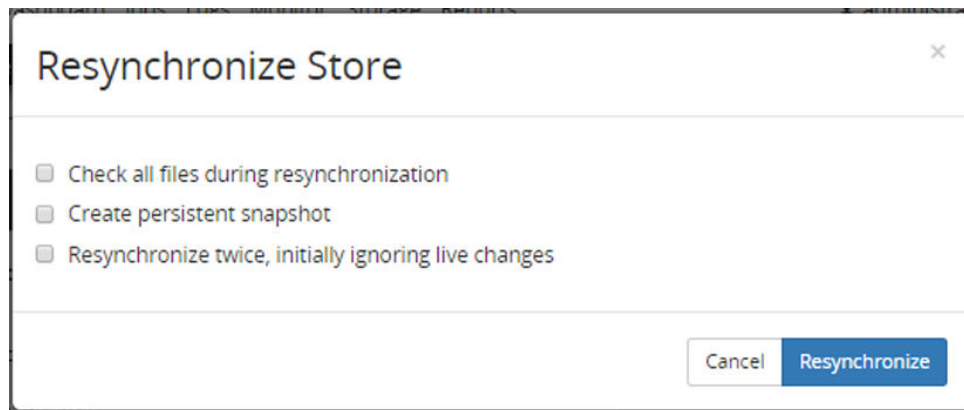 Resynchronize Store
×
Check all files during resynchronization
Create persistent snapshot
Resynchronize twice, initially ignoring live changes
Cancel Resynchronize